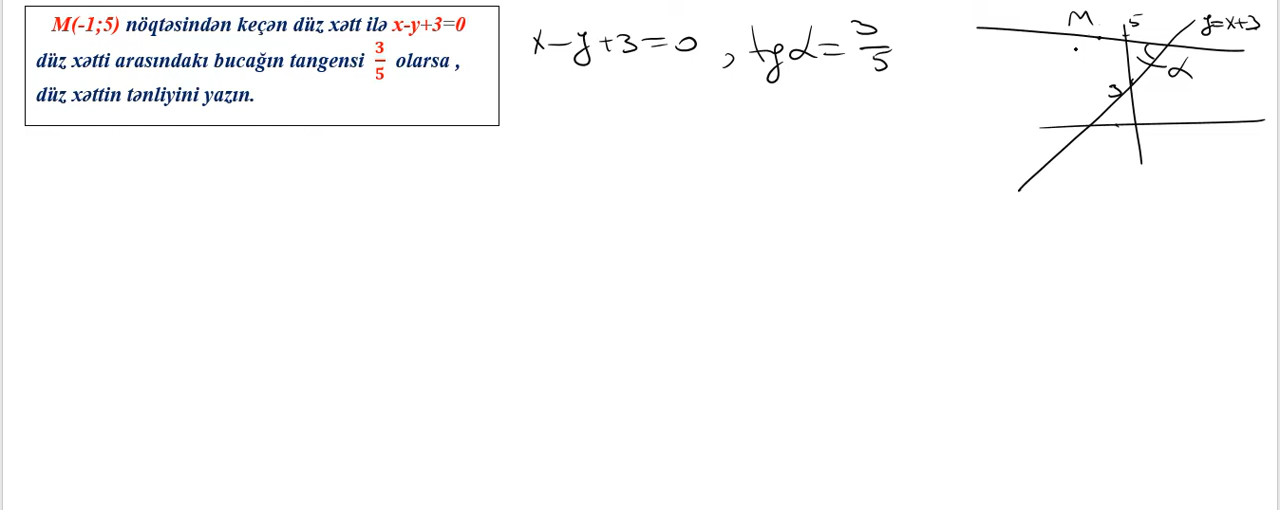 M(-1;5) nöqtəsindən keçən düz xətt ilə x-y+3=0
düz xətti arasındakı bucağın tangensi 3/5 olarsa ,
düz xəttin tənliyini yazın.
x-y+3=0 , tgα=3/5
M 5 y=x+3
α
3